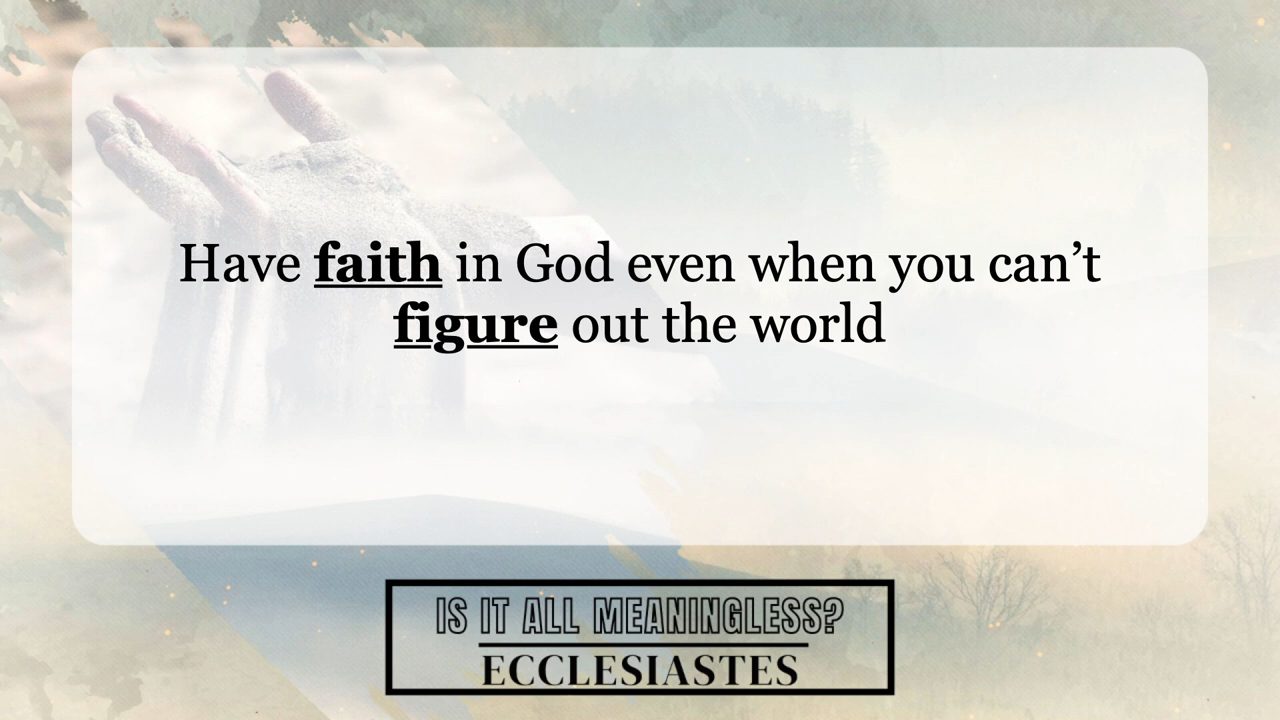 Have faith in God even when you can’t
figure out the world
IS IT ALL MEANINGLESS?
ECCLESIASTES